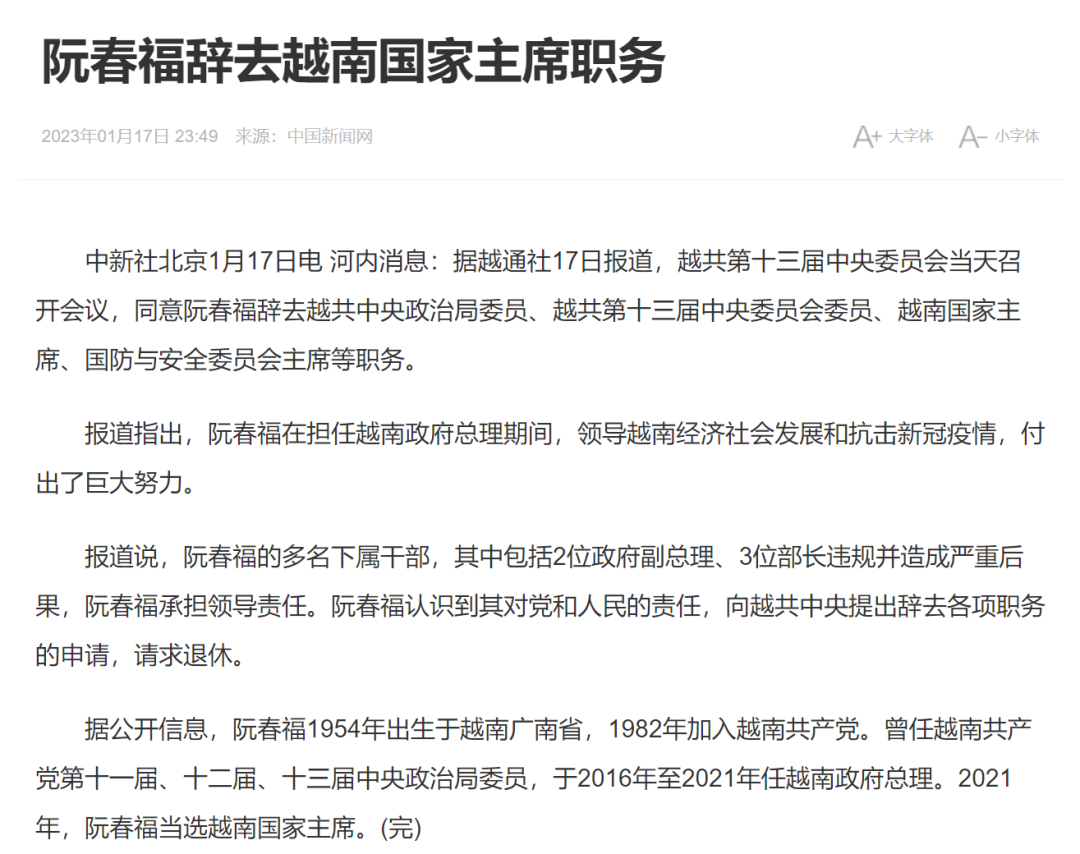 阮春福辞去越南国家主席职务
2023年01月17日 23:49 来源：中国新闻网 A+ 大字体 A- 小字体
中新社北京1月17日电 河内消息：据越通社17日报道，越共第十三届中央委员会当天召
开会议，同意阮春福辞去越共中央政治局委员、越共第十三届中央委员会委员、越南国家主
席、国防与安全委员会主席等职务。
报道指出，阮春福在担任越南政府总理期间，领导越南经济社会发展和抗击新冠疫情，付
出了巨大努力。
报道说，阮春福的多名下属干部，其中包括2位政府副总理、3位部长违规并造成严重后
果，阮春福承担领导责任。阮春福认识到其对党和人民的责任，向越共中央提出辞去各项职务
的申请，请求退休。
据公开信息，阮春福1954年出生于越南广南省，1982年加入越南共产党。曾任越南共产
党第十一届、十二届、十三届中央政治局委员，于2016年至2021年任越南政府总理。2021
年，阮春福当选越南国家主席。(完)